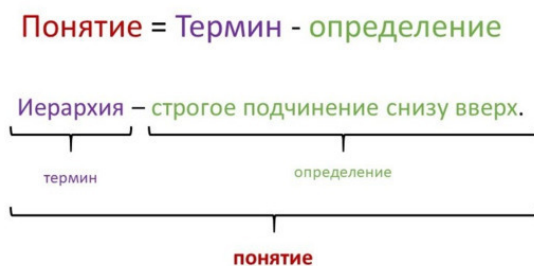 Понятие = Термин - определение
Иерархия – строгое подчинение снизу вверх.
термин определение
понятие